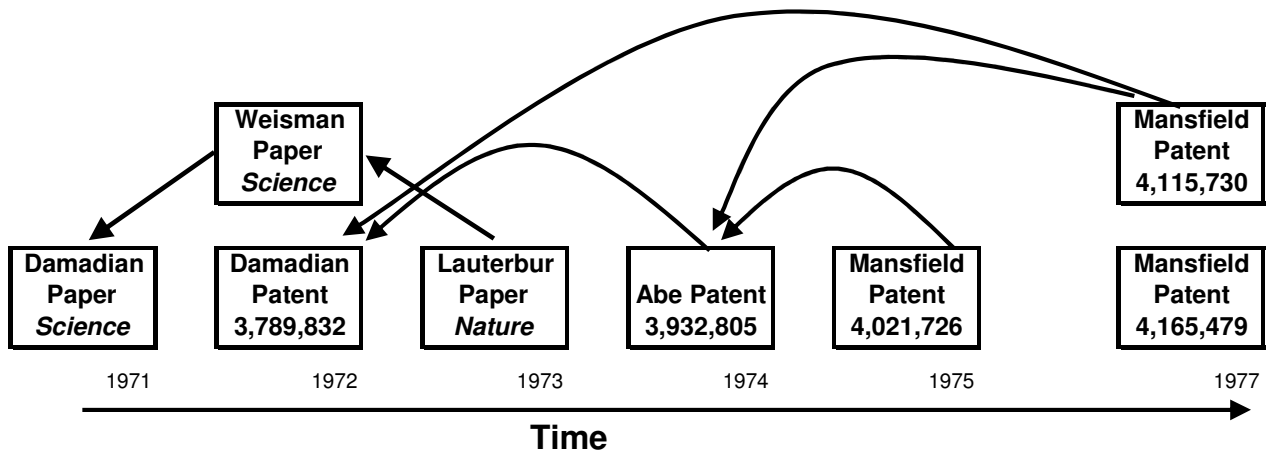 Weisman
Paper
Science
Mansfield
Patent
4,115,730
Damadian
Paper
Science
Damadian
Patent
3,789,832
Lauterbur
Paper
Nature
Abe Patent
3,932,805
Mansfield
Patent
4,021,726
Mansfield
Patent
4,165,479
1971
1972
1973
1974
1975
1977
Time